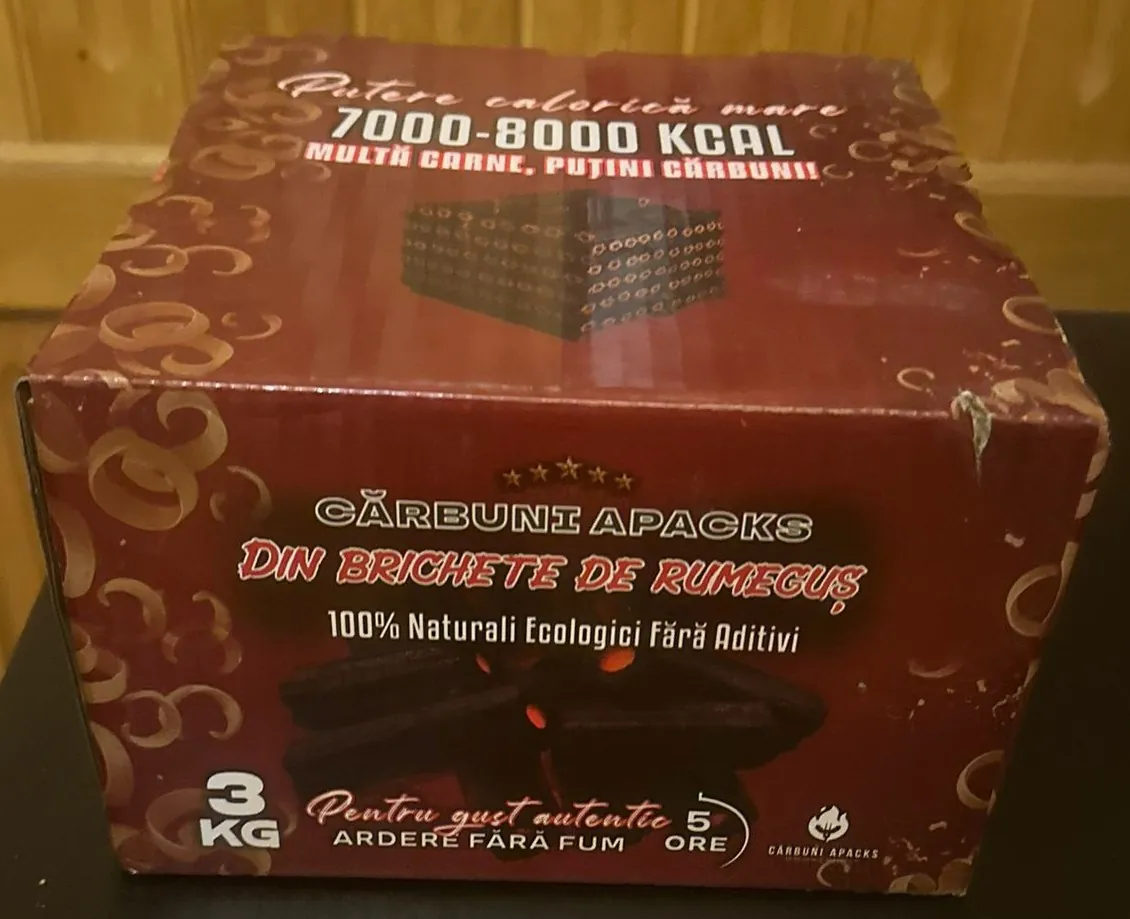 Putere calorică mare
7000-8000 KCAL
MULTĂ CARNE, PUȚINI CĂRBUNI!
CĂRBUNI APACKS
DIN BRICHETE DE RUMEGUȘ
100% Naturali Ecologici Fără Aditivi
3
KG
Pentru gust autentic
ARDERE FĂRĂ FUM
5
ORE
CĂRBUNI APACKS